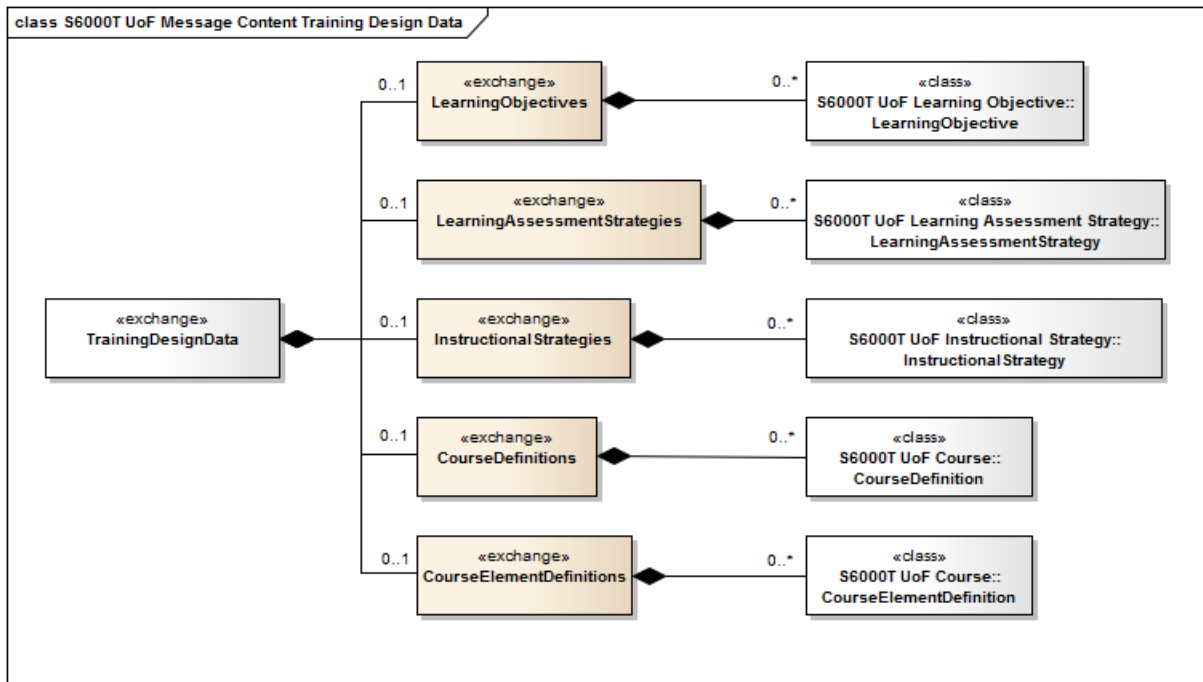 class S6000T UoF Message Content Training Design Data
0..1
«exchange»
LearningObjectives
0..*
«class»
S6000T UoF Learning Objective::
LearningObjective
0..1
«exchange»
LearningAssessmentStrategies
0..*
«class»
S6000T UoF Learning Assessment Strategy::
LearningAssessmentStrategy
«exchange»
TrainingDesignData
0..1
«exchange»
InstructionalStrategies
0..*
«class»
S6000T UoF Instructional Strategy::
InstructionalStrategy
0..1
«exchange»
CourseDefinitions
0..*
«class»
S6000T UoF Course::
CourseDefinition
0..1
«exchange»
CourseElementDefinitions
0..*
«class»
S6000T UoF Course::
CourseElementDefinition